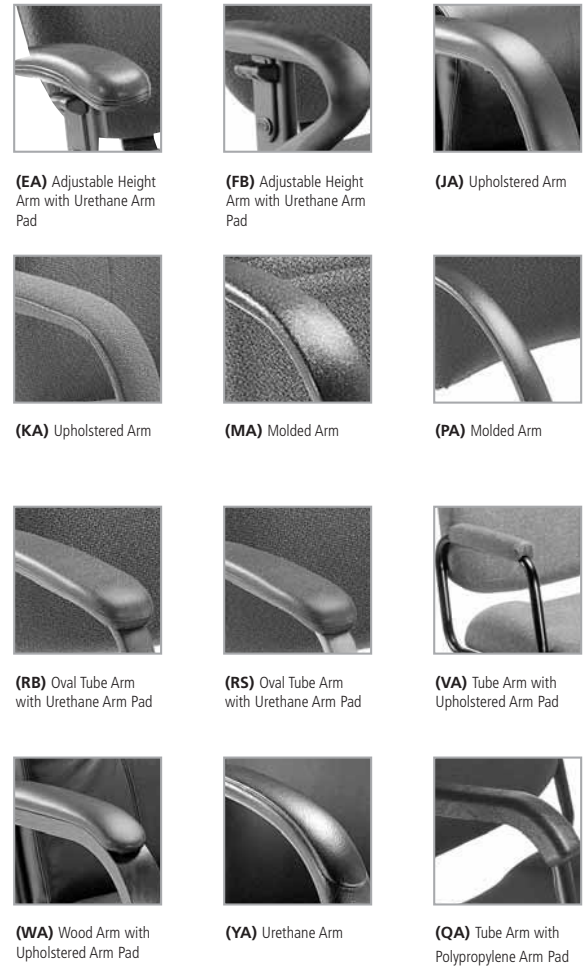 (EA) Adjustable Height
Arm with Urethane Arm
Pad
(FB) Adjustable Height
Arm with Urethane Arm
Pad
(JA) Upholstered Arm
(KA) Upholstered Arm
(MA) Molded Arm
(PA) Molded Arm
(RB) Oval Tube Arm
with Urethane Arm Pad
(RS) Oval Tube Arm
with Urethane Arm Pad
(VA) Tube Arm with
Upholstered Arm Pad
(WA) Wood Arm with
Upholstered Arm Pad
(YA) Urethane Arm
(QA) Tube Arm with
Polypropylene Arm Pad